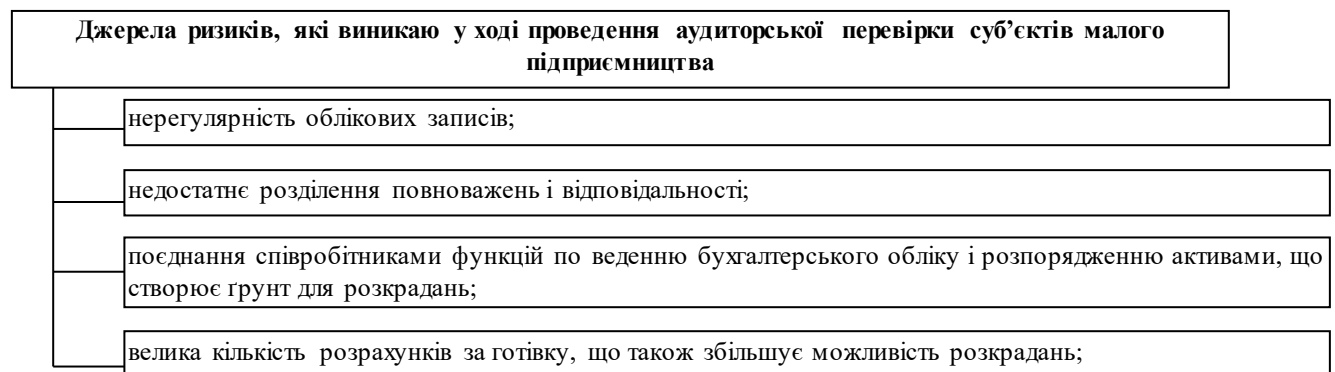 Джерела ризиків, які виникаю у ході проведення аудиторської перевірки суб’єктів малого
підприємництва
нерегулярність облікових записів;
недостатнє розділення повноважень і відповідальності;
поєднання співробітниками функцій по веденню бухгалтерського обліку і розпорядженню активами, що
створює ґрунт для розкрадань;
велика кількість розрахунків за готівку, що також збільшує можливість розкрадань;